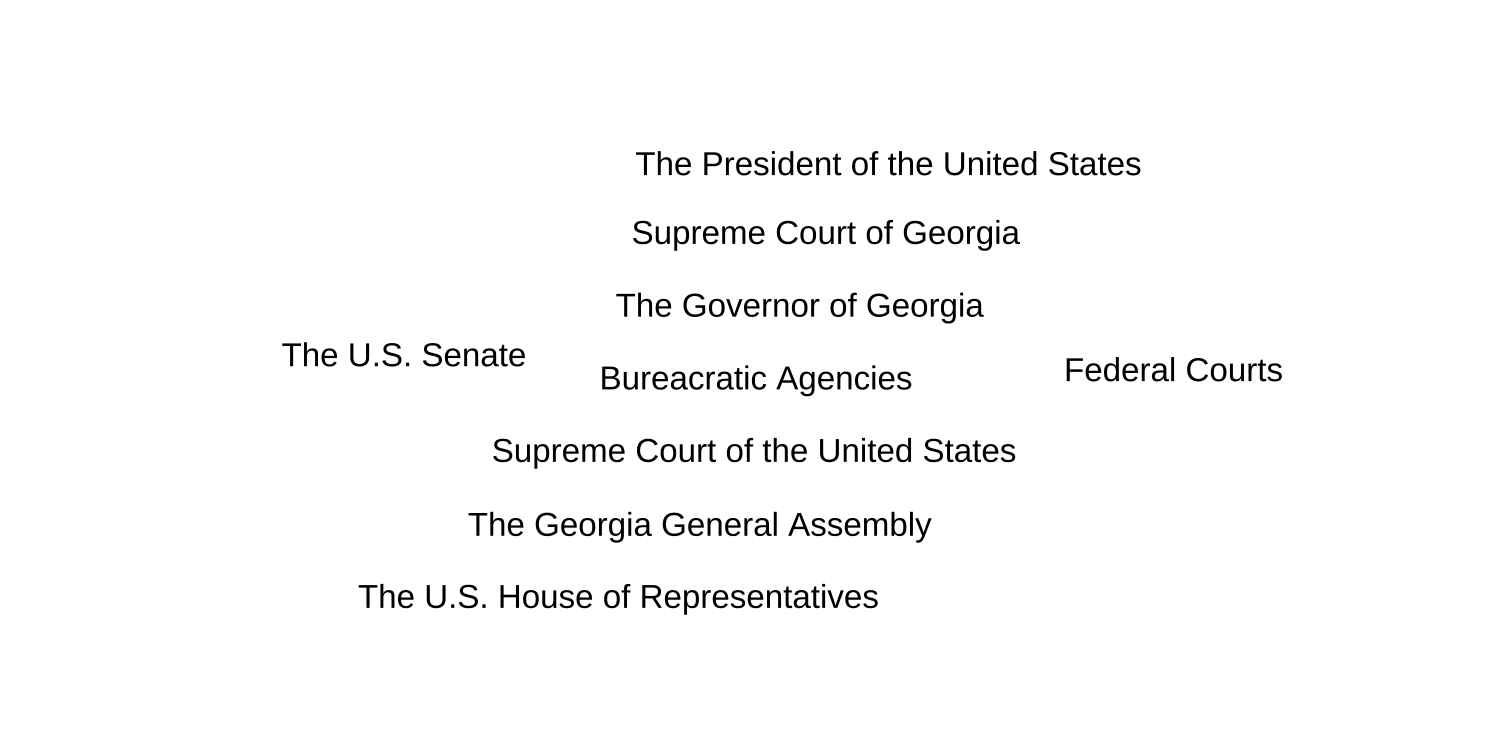 The President of the United States
Supreme Court of Georgia
The Governor of Georgia
The U.S. Senate
Bureacratic Agencies
Federal Courts
Supreme Court of the United States
The Georgia General Assembly
The U.S. House of Representatives